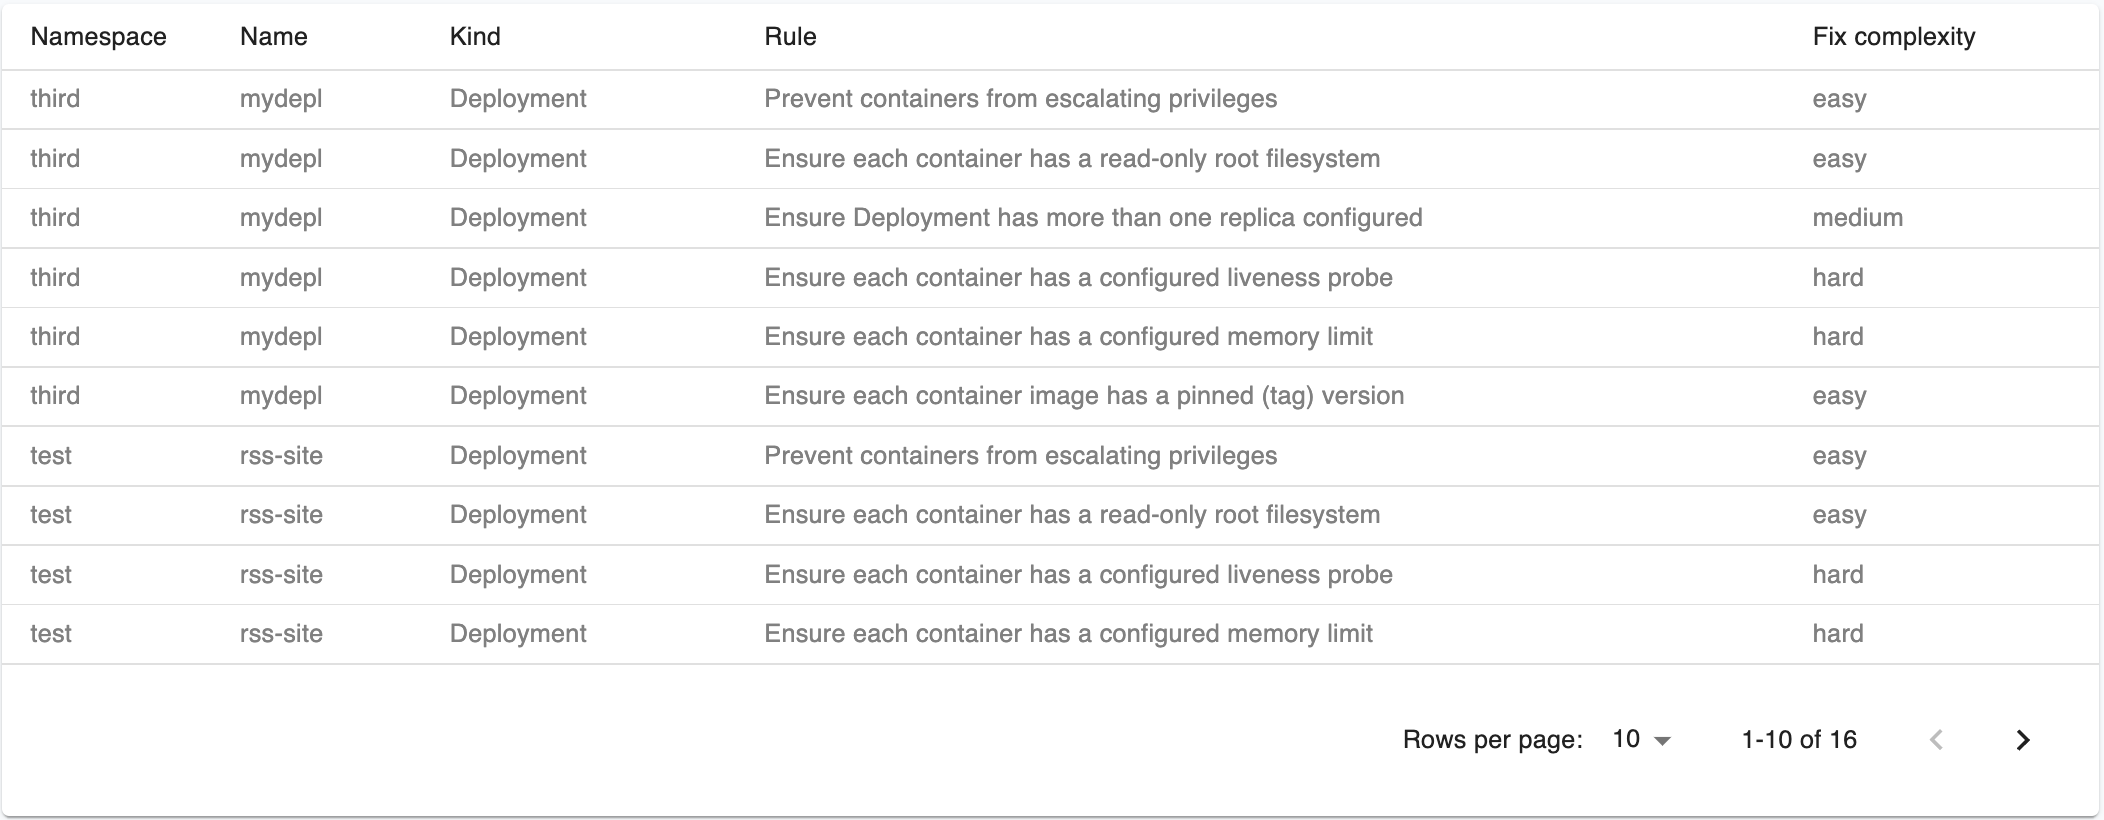 Namespace Name Kind Rule Fix complexity
third mydepl Deployment Prevent containers from escalating privileges easy
third mydepl Deployment Ensure each container has a read-only root filesystem easy
third mydepl Deployment Ensure Deployment has more than one replica configured medium
third mydepl Deployment Ensure each container has a configured liveness probe hard
third mydepl Deployment Ensure each container has a configured memory limit hard
third mydepl Deployment Ensure each container image has a pinned (tag) version easy
test rss-site Deployment Prevent containers from escalating privileges easy
test rss-site Deployment Ensure each container has a read-only root filesystem easy
test rss-site Deployment Ensure each container has a configured liveness probe hard
test rss-site Deployment Ensure each container has a configured memory limit hard
Rows per page: 10 1-10 of 16